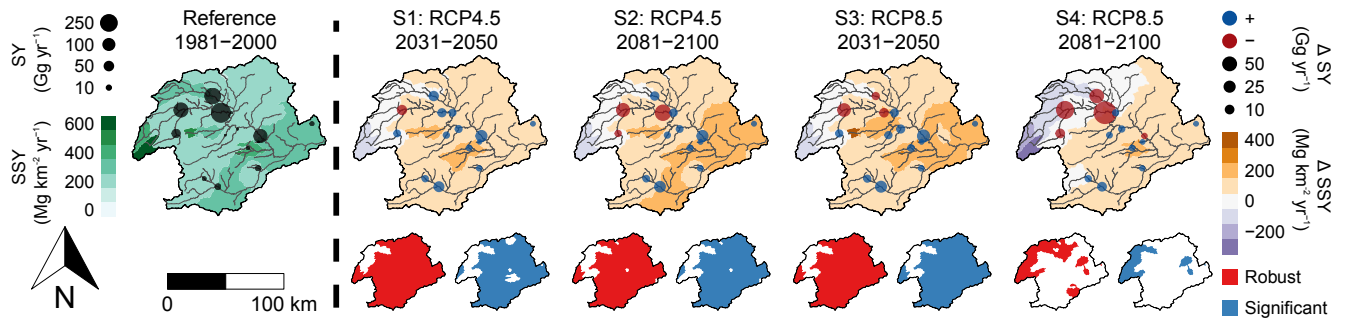 SY
(Gg yr⁻¹)
250
100
50
10
SSY
(Mg km⁻² yr⁻¹)
600
400
200
0
N
Reference
1981−2000
0
100 km
S1: RCP4.5
2031−2050
S2: RCP4.5
2081−2100
S3: RCP8.5
2031−2050
S4: RCP8.5
2081−2100
+
−
50
25
10
Δ SY
(Gg yr⁻¹)
400
200
0
−200
Δ SSY
(Mg km⁻² yr⁻¹)
Robust
Significant